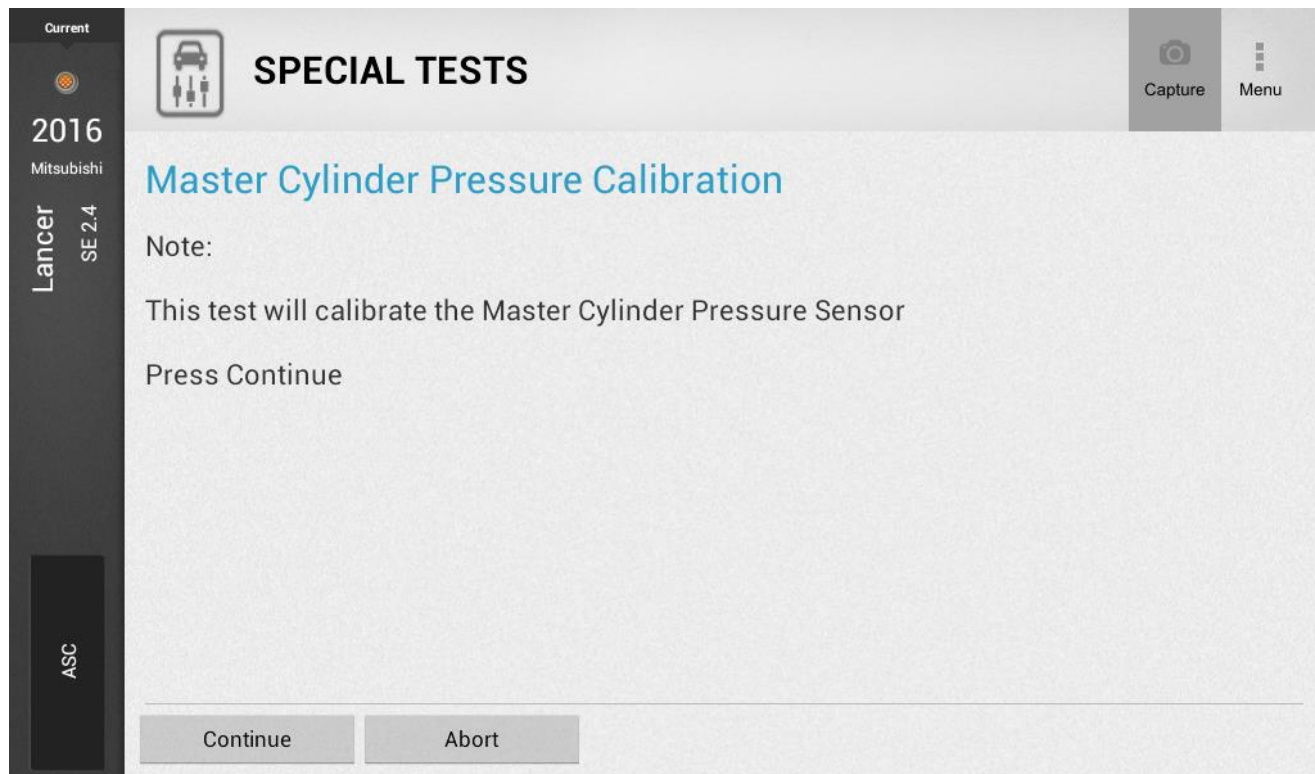 Current
2016
Mitsubishi
Lancer
SE 2.4
ASC
SPECIAL TESTS
Capture
Menu
Master Cylinder Pressure Calibration
Note:
This test will calibrate the Master Cylinder Pressure Sensor
Press Continue
Continue
Abort